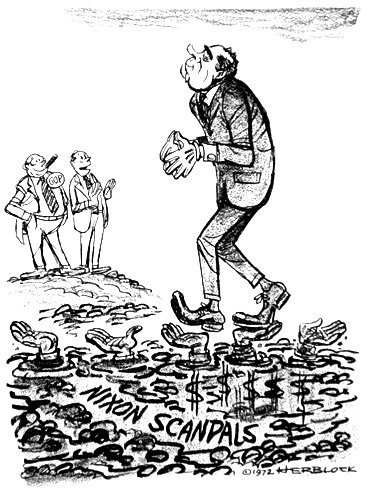 GOP
$ $ $ $ $
NIXON SCANDALS
©1972 HERBLOCK